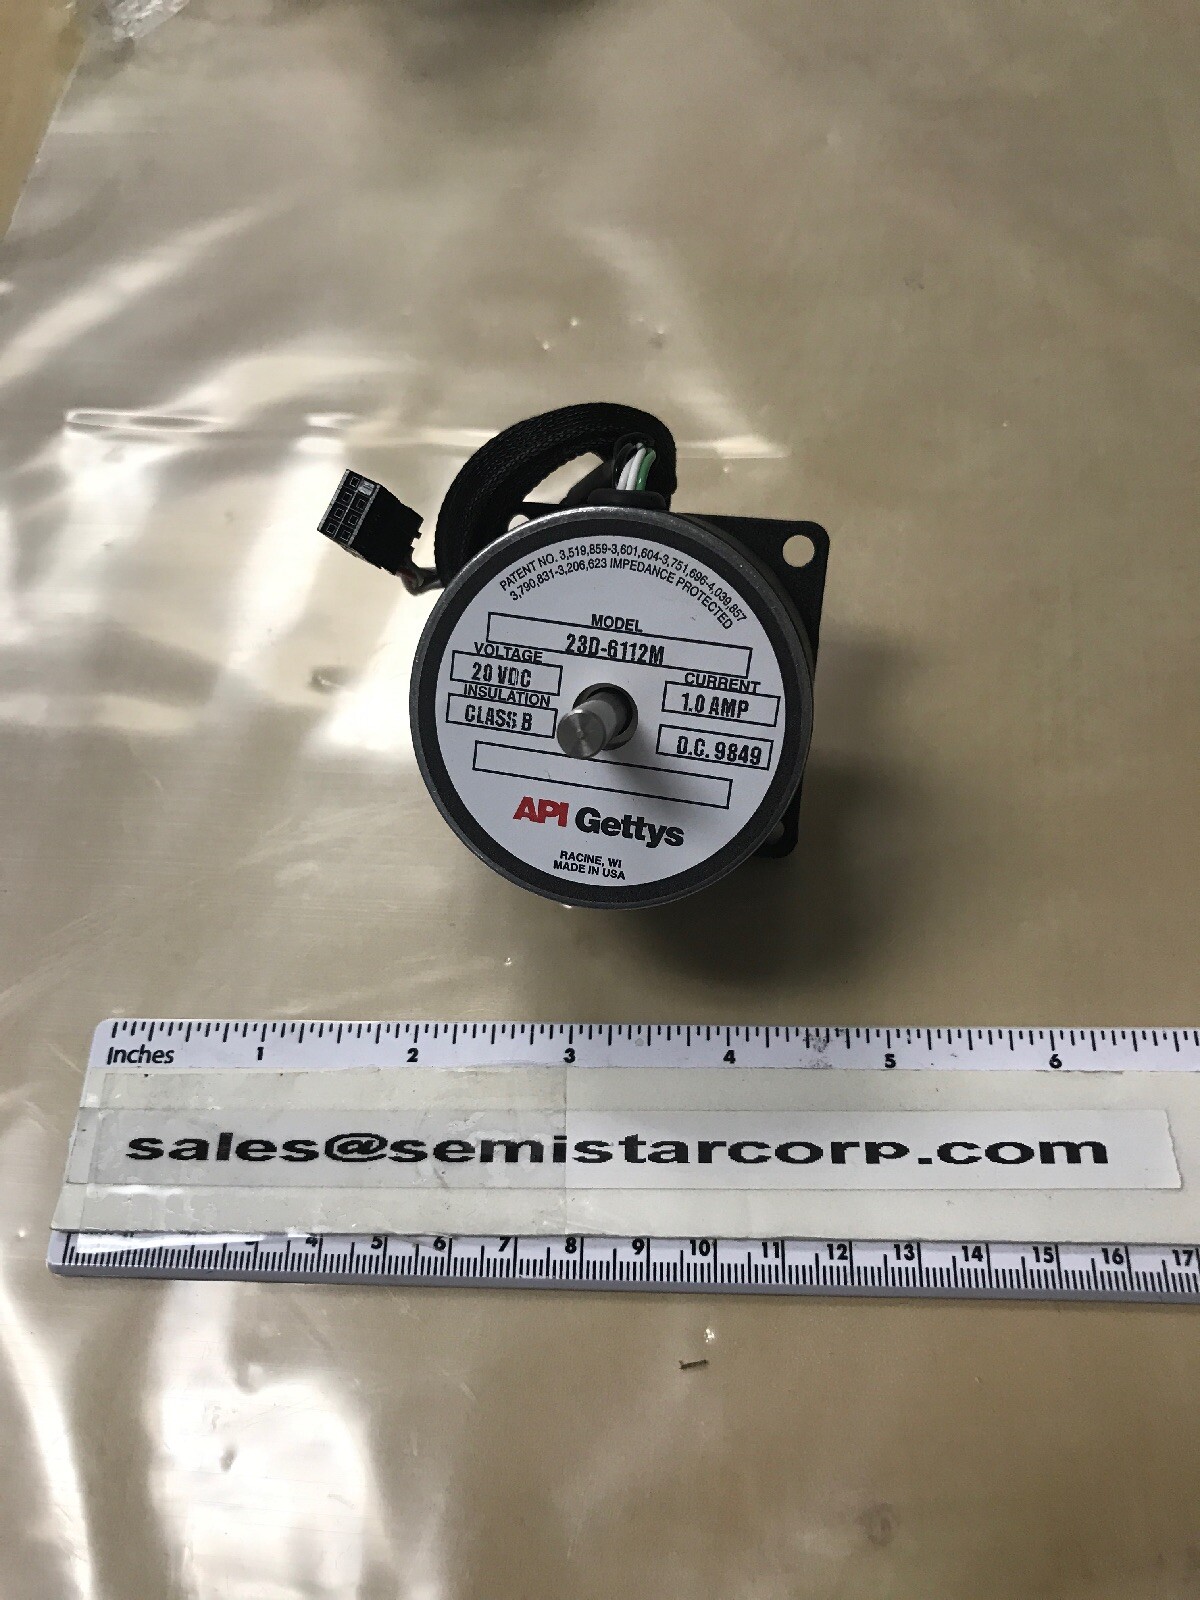 PATENT NO. 3,519,859-3,601,604-3,751,696-4,039,857
3,790,831-3,206,623 IMPEDANCE PROTECTED
MODEL
23D-6112M
VOLTAGE
20 VDC
CURRENT
1.0 AMP
INSULATION
CLASS B
D.C. 9849
API Gettys
RACINE, WI
MADE IN USA
Inches 1 2 3 4 5 6
sales@semistarcorp.com
3 4 5 6 7 8 9 10 11 12 13 14 15 16 17